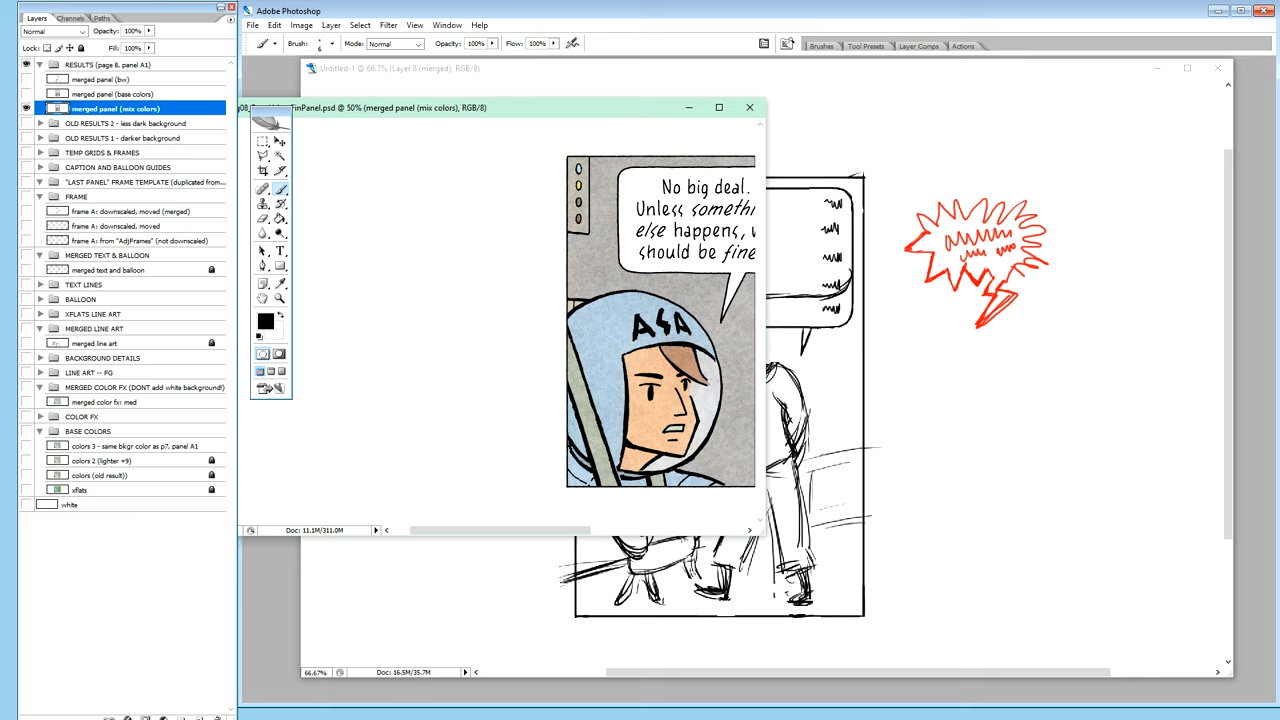 Layers
Channels
Paths
Normal
Opacity: 100%
Lock:
Fill: 100%
RESULTS (page 8, panel A1)
merged panel (bw)
merged panel (base colors)
merged panel (mix colors)
OLD RESULTS 2 - less dark background
OLD RESULTS 1 - darker background
TEMP GRIDS & FRAMES
CAPTION AND BALLOON GUIDES
"LAST PANEL" FRAME TEMPLATE (duplicated from...
FRAME
frame A: downscaled, moved (merged)
frame A: downscaled, moved
frame A: from "AdjFrames" (not downscaled)
MERGED TEXT & BALLOON
merged text and balloon
TEXT LINES
BALLOON
XFLATS LINE ART
MERGED LINE ART
merged line art
BACKGROUND DETAILS
LINE ART -- FG
MERGED COLOR FX (DONT add white background)
merged color fx: med
COLOR FX
BASE COLORS
colors 3 - same bkgr color as p7, panel A1
colors 2 (lighter +9)
colors (old result))
xflats
white
Adobe Photoshop
File Edit Image Layer Select Filter View Window Help
Brush: 6 Mode: Normal Opacity: 100% Flow: 100%
Brushes Tool Presets Layer Comps Actions
Untitled-1 @ 66.7% (Layer 8 (merged), RGB/8)
FinPanel.psd @ 50% (merged panel (mix colors), RGB/8)
No big deal.
Unless somethi
else happens, w
should be fine
ASA
Doc: 11.1M/311.0M
66.67% Doc: 16.5M/35.7M